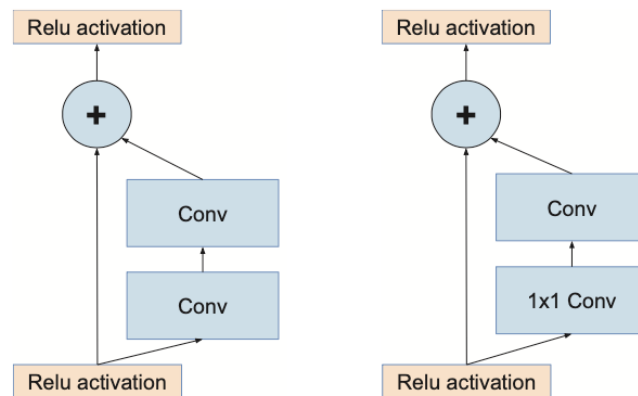 Relu activation
+
Conv
Conv
Relu activation
Relu activation
+
Conv
1x1 Conv
Relu activation